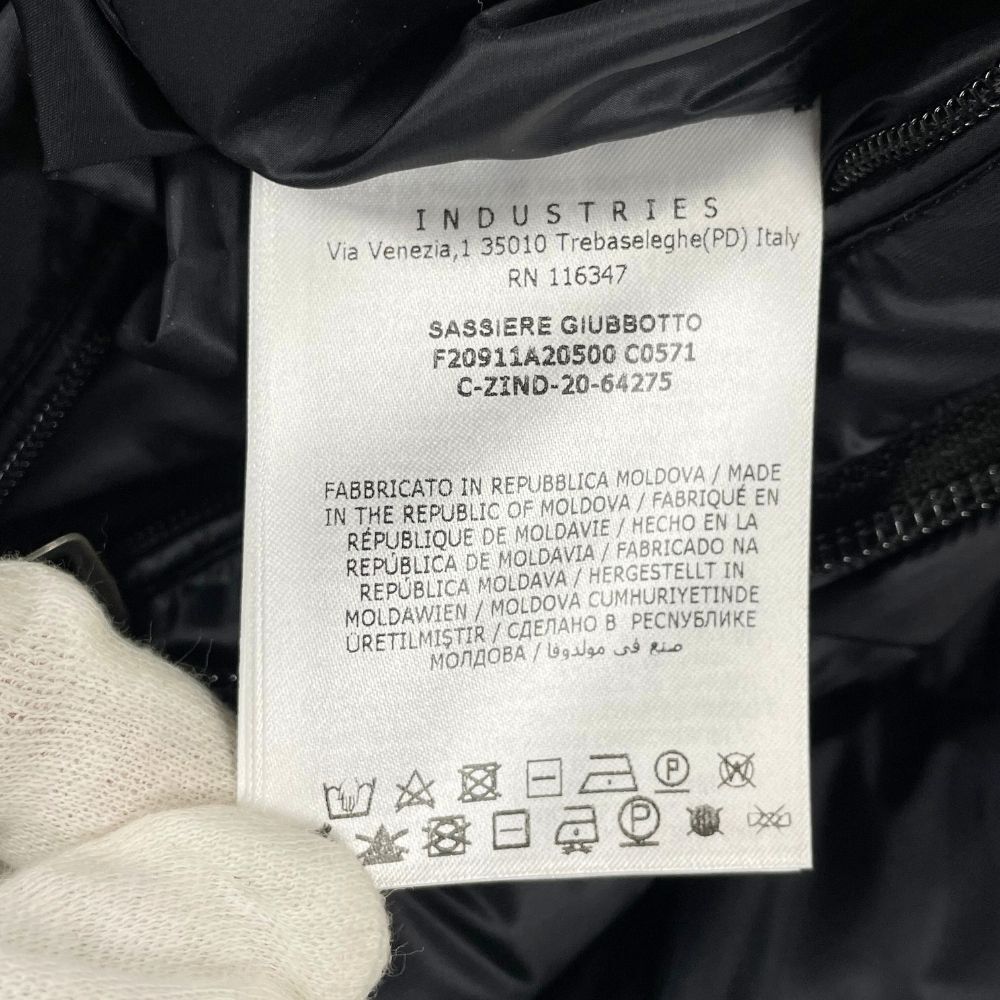 INDUSTRIES
Via Venezia,1 35010 Trebaseleghe(PD) Italy
RN 116347
SASSIERE GIUBBOTTO
F20911A20500 C0571
C-ZIND-20-64275
FABBRICATO IN REPUBBLICA MOLDOVA / MADE
IN THE REPUBLIC OF MOLDOVA / FABRIQUÉ EN
RÉPUBLIQUE DE MOLDAVIE / HECHO EN LA
REPÚBLICA DE MOLDAVIA / FABRICADO NA
REPÚBLICA MOLDAVA / HERGESTELLT IN
MOLDAWIEN / MOLDOVA CUMHURIYETINDE
ÜRETILMIŞTIR / СДЕЛАНО В РЕСПУБЛИКЕ
МОЛДОВА / صنع في مولدوفا
P
P